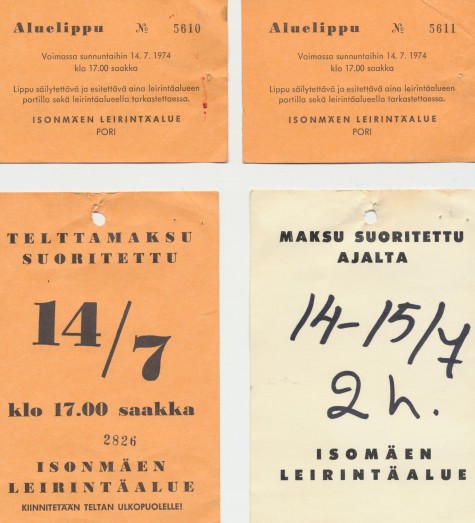 Aluelippu № 5610
Voimassa sunnuntaihin 14. 7. 1974
klo 17.00 saakka
Lippu säilytettävä ja esitettävä aina leirintäalueen
portilla sekä leirintäalueella tarkastettaessa.
ISONMÄEN LEIRINTÄALUE
PORI
Aluelippu № 5611
Voimassa sunnuntaihin 14. 7. 1974
klo 17.00 saakka
Lippu säilytettävä ja esitettävä aina leirintäalueen
portilla sekä leirintäalueella tarkastettaessa.
ISONMÄEN LEIRINTÄALUE
PORI
TELTTAMAKSU
SUORITETTU
14/7
klo 17.00 saakka
2826
ISONMÄEN
LEIRINTÄALUE
KIINNITETÄÄN TELTAN ULKOPUOLELLE!
MAKSU SUORITETTU
AJALTA
14-15/7
2 h.
ISOMÄEN
LEIRINTÄALUE